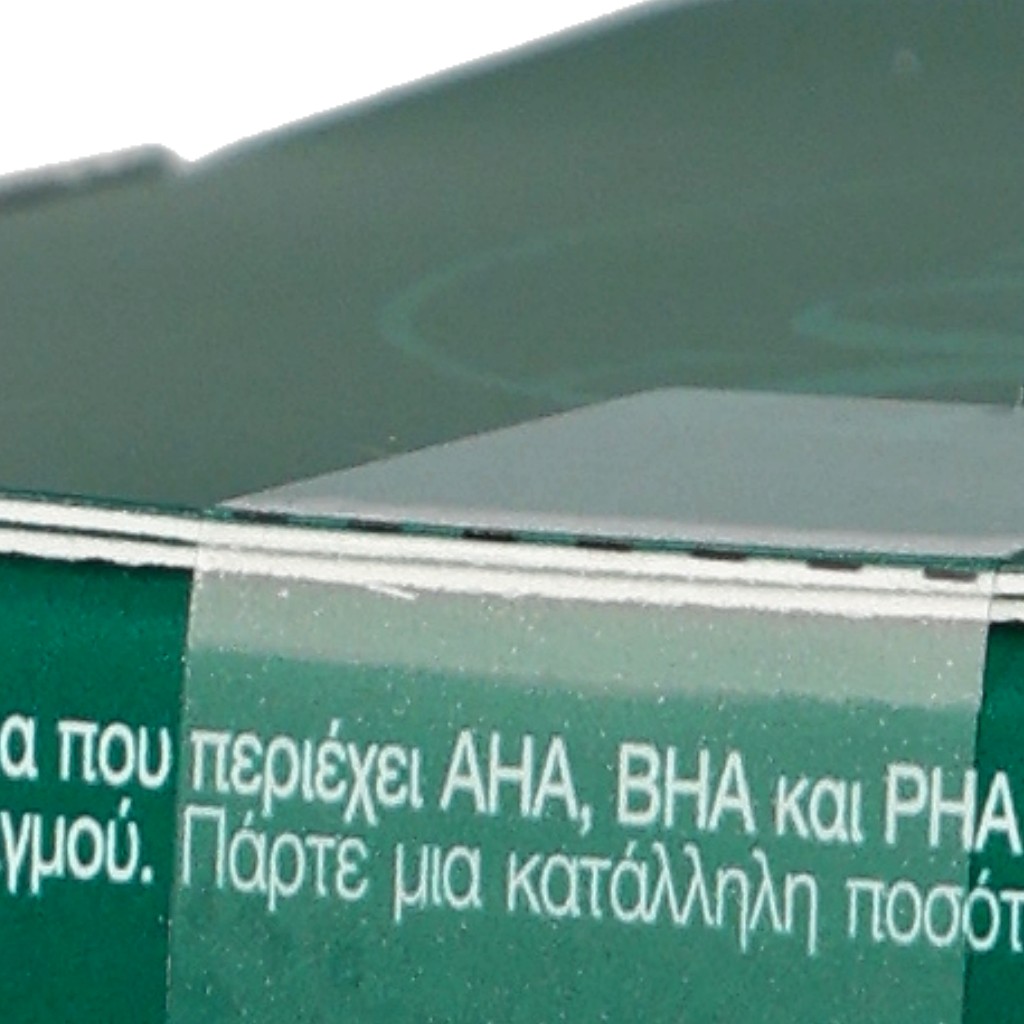 α που περιέχει AHA, BHA και PHA
γμού. Πάρτε μια κατάλληλη ποσότ